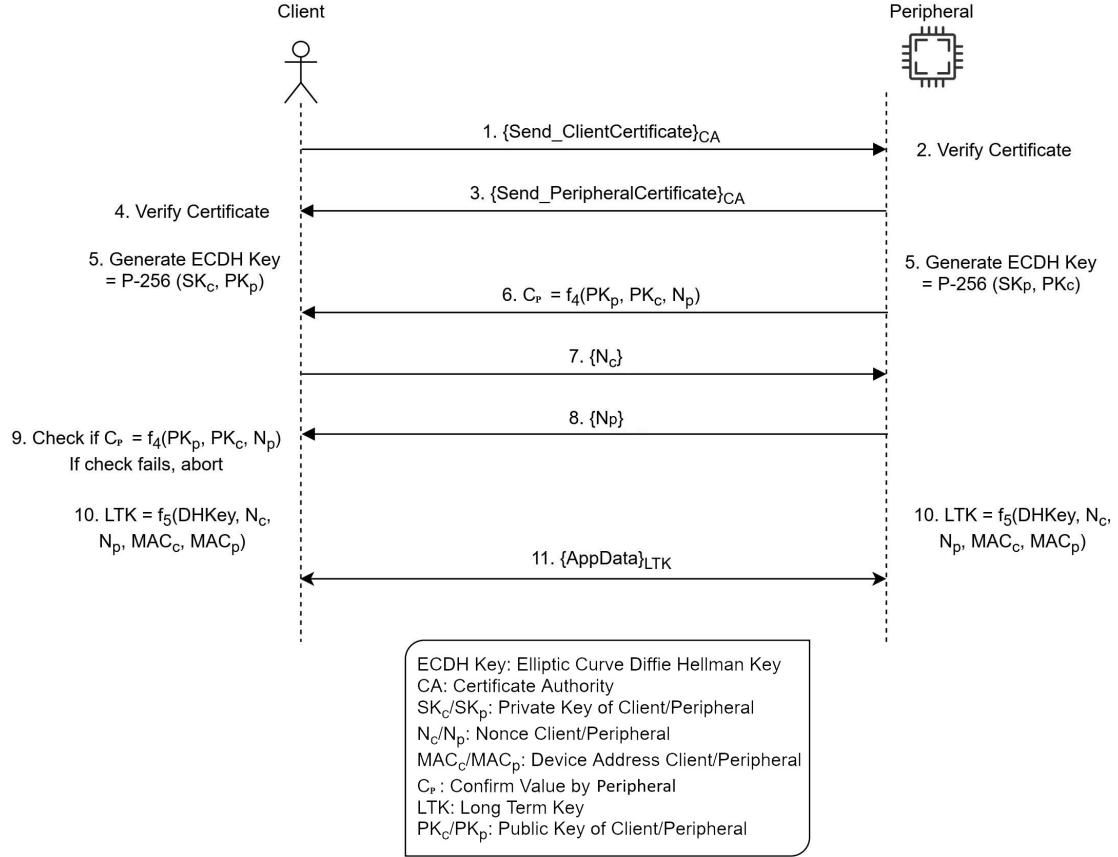 Client
Peripheral
1. {Send_ClientCertificate}CA
2. Verify Certificate
3. {Send_PeripheralCertificate}CA
4. Verify Certificate
5. Generate ECDH Key
= P-256 (SKc, PKp)
5. Generate ECDH Key
= P-256 (SKp, PKc)
6. CP = f4(PKp, PKc, Np)
7. {Nc}
8. {Np}
9. Check if CP = f4(PKp, PKc, Np)
If check fails, abort
10. LTK = f5(DHKey, Nc,
Np, MACc, MACp)
10. LTK = f5(DHKey, Nc,
Np, MACc, MACp)
11. {AppData}LTK
ECDH Key: Elliptic Curve Diffie Hellman Key
CA: Certificate Authority
SKc/SKp: Private Key of Client/Peripheral
Nc/Np: Nonce Client/Peripheral
MACc/MACp: Device Address Client/Peripheral
CP : Confirm Value by Peripheral
LTK: Long Term Key
PKc/PKp: Public Key of Client/Peripheral